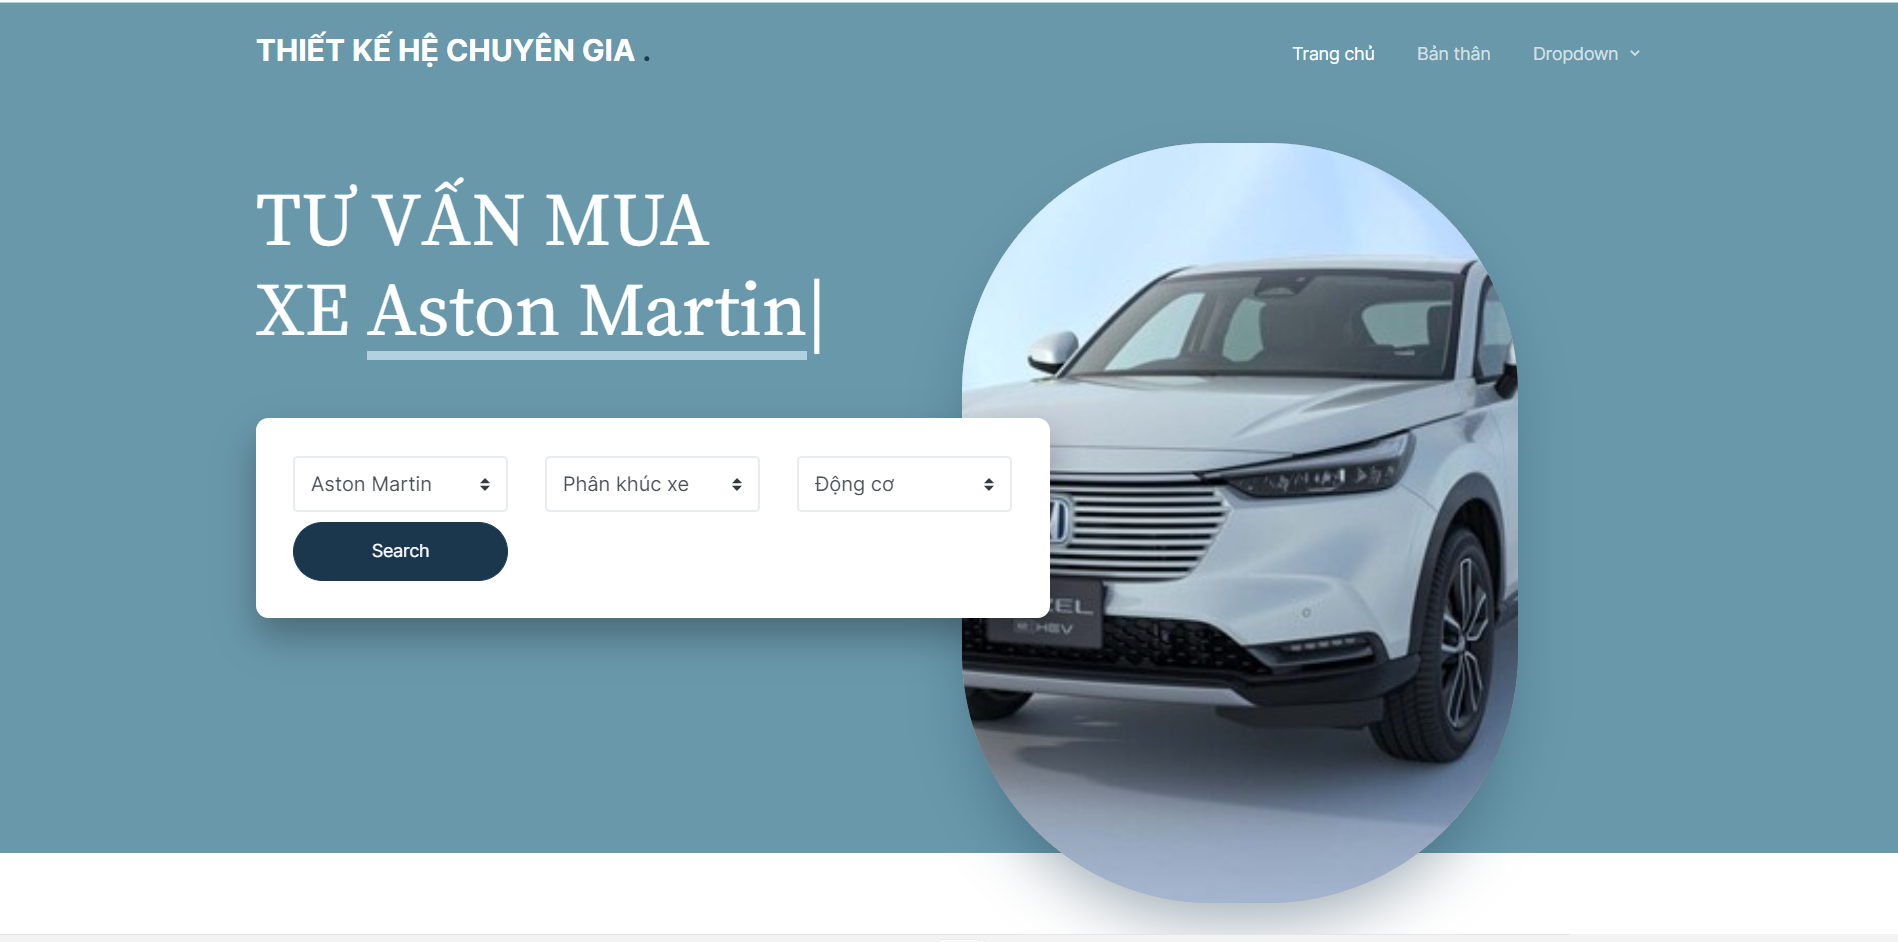 THIẾT KẾ HỆ CHUYÊN GIA .
Trang chủ
Bản thân
Dropdown
TƯ VẤN MUA
XE Aston Martin|
Aston Martin
Phân khúc xe
Động cơ
Search
e:HEV